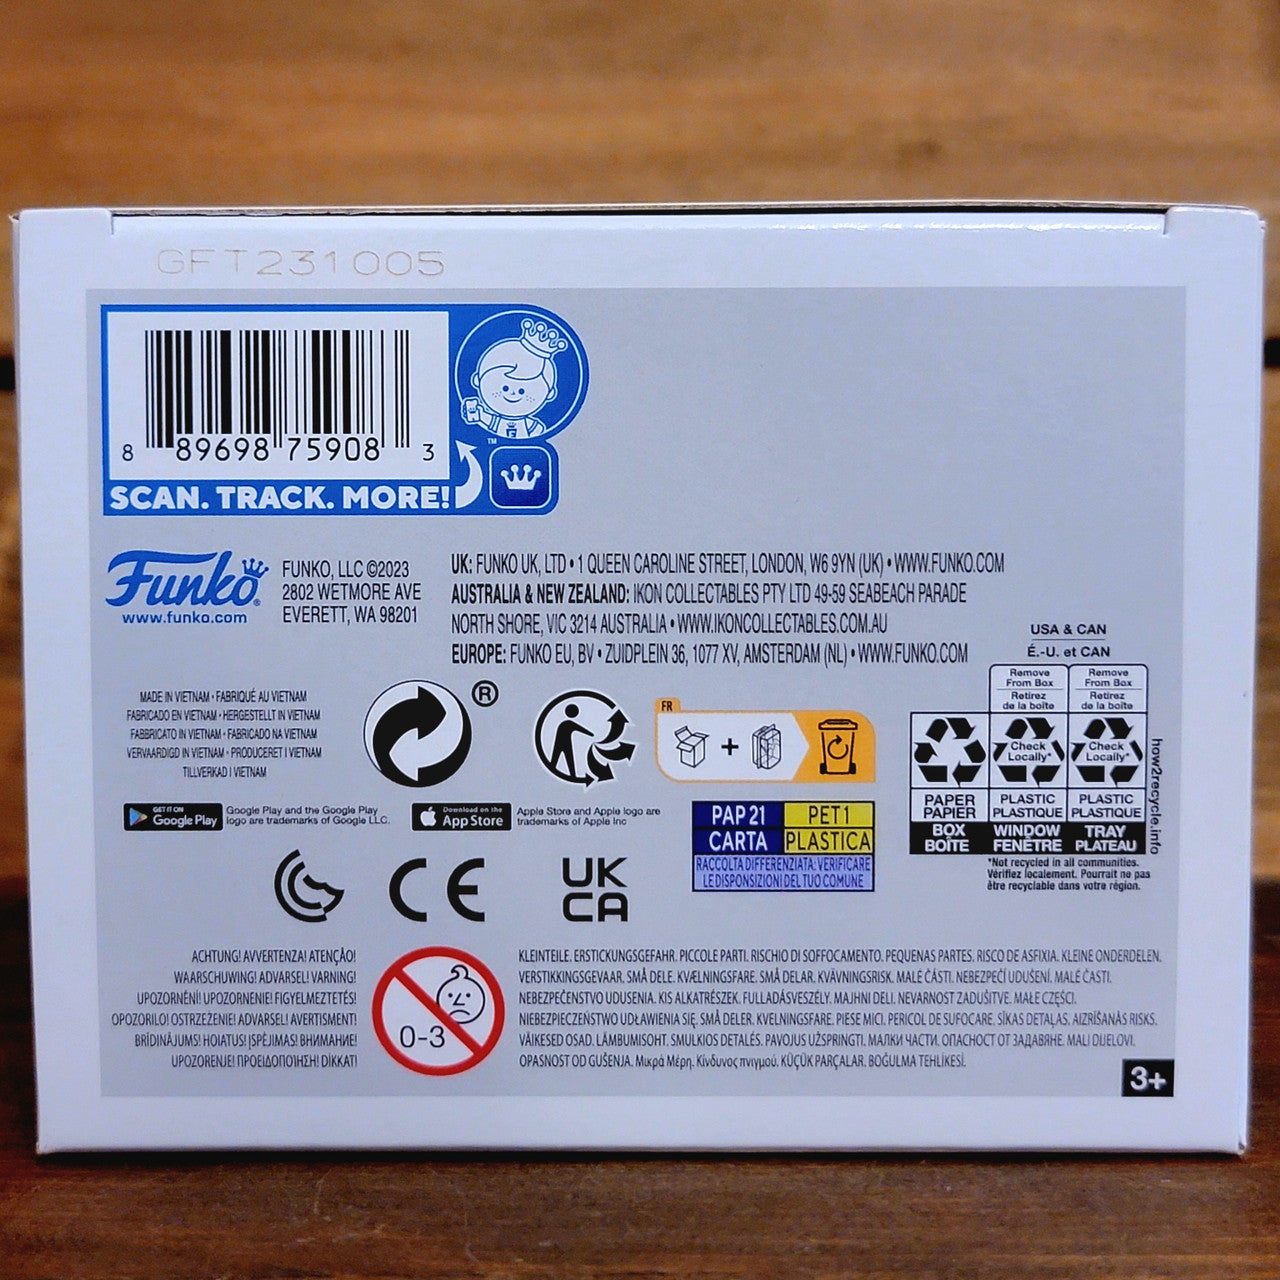 GFT231005
8 89698 75908 3
SCAN. TRACK. MORE!
™
Funko®
www.funko.com
FUNKO, LLC ©2023
2802 WETMORE AVE
EVERETT, WA 98201
UK: FUNKO UK, LTD • 1 QUEEN CAROLINE STREET, LONDON, W6 9YN (UK) • WWW.FUNKO.COM
AUSTRALIA & NEW ZEALAND: IKON COLLECTABLES PTY LTD 49-59 SEABEACH PARADE
NORTH SHORE, VIC 3214 AUSTRALIA • WWW.IKONCOLLECTABLES.COM.AU
EUROPE: FUNKO EU, BV • ZUIDPLEIN 36, 1077 XV, AMSTERDAM (NL) • WWW.FUNKO.COM
MADE IN VIETNAM • FABRIQUÉ AU VIETNAM
FABRICADO EN VIETNAM • HERGESTELLT IN VIETNAM
FABBRICATO IN VIETNAM • FABRICADO NA VIETNAM
VERVAARDIGD IN VIETNAM • PRODUCERET I VIETNAM
TILLVERKAD I VIETNAM
®
FR
+
USA & CAN
É.-U. et CAN
Remove From Box
Retirez de la boîte
Remove From Box
Retirez de la boîte
Check Locally*
Check Locally*
PAPER PAPIER
PLASTIC PLASTIQUE
PLASTIC PLASTIQUE
BOX BOÎTE
WINDOW FENÊTRE
TRAY PLATEAU
how2recycle.info
*Not recycled in all communities.
Vérifiez localement. Pourrait ne pas
être recyclable dans votre région.
GET IT ON
Google Play
Google Play and the Google Play
logo are trademarks of Google LLC.
Download on the
App Store
Apple Store and Apple logo are
trademarks of Apple Inc
PAP 21 PET 1
CARTA PLASTICA
RACCOLTA DIFFERENZIATA: VERIFICARE
LE DISPOSIZIONI DEL TUO COMUNE
CE
UK
CA
ACHTUNG! AVVERTENZA! ATENÇÃO!
WAARSCHUWING! ADVARSEL! VARNING!
UPOZORNĚNÍ! UPOZORNENIE! FIGYELMEZTETÉS!
OPOZORILO! OSTRZEŻENIE! ADVARSEL! AVERTISMENT!
BRĪDINĀJUMS! HOIATUS! ĮSPĖJIMAS! ВНИМАНИЕ!
UPOZORENJE! ΠΡΟΕΙΔΟΠΟΙΗΣΗ! DİKKAT!
0-3
KLEINTEILE. ERSTICKUNGSGEFAHR. PICCOLE PARTI. RISCHIO DI SOFFOCAMENTO. PEQUENAS PARTES. RISCO DE ASFIXIA. KLEINE ONDERDELEN.
VERSTIKKINGSGEVAAR. SMÅ DELE. KVÆLNINGSFARE. SMÅ DELAR. KVÄVNINGSRISK. MALÉ ČÁSTI. NEBEZPEČÍ UDUŠENÍ. MALÉ ČASTI.
NEBEZPEČENSTVO UDUSENIA. KIS ALKATRÉSZEK. FULLADÁSVESZÉLY. MAJHNI DELI. NEVARNOST ZADUŠITVE. MAŁE CZĘŚCI.
NIEBEZPIECZEŃSTWO UDŁAWIENIA SIĘ. SMÅ DELER. KVELNINGSFARE. PIESE MICI. PERICOL DE SUFOCARE. SĪKAS DETAĻAS. AIZRĪŠANĀS RISKS.
VÄIKESED OSAD. LÄMBUMISOHT. SMULKIOS DETALĖS. PAVOJUS UŽSPRINGTI. МАЛКИ ЧАСТИ. ОПАСНОСТ ОТ ЗАДАВЯНЕ. MALI DIJELOVI.
OPASNOST OD GUŠENJA. Μικρά Μέρη. Κίνδυνος πνιγμού. KÜÇÜK PARÇALAR. BOĞULMA TEHLİKESİ.
3+